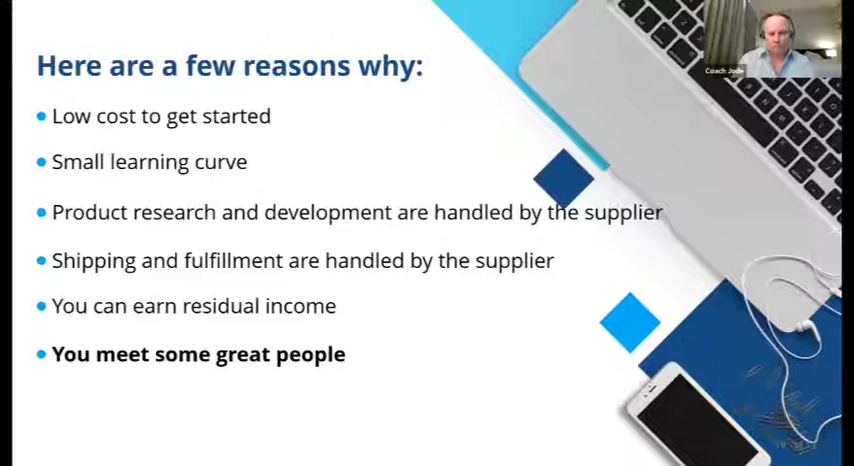 Here are a few reasons why:
Coach Jody
Low cost to get started
Small learning curve
Product research and development are handled by the supplier
Shipping and fulfillment are handled by the supplier
You can earn residual income
You meet some great people